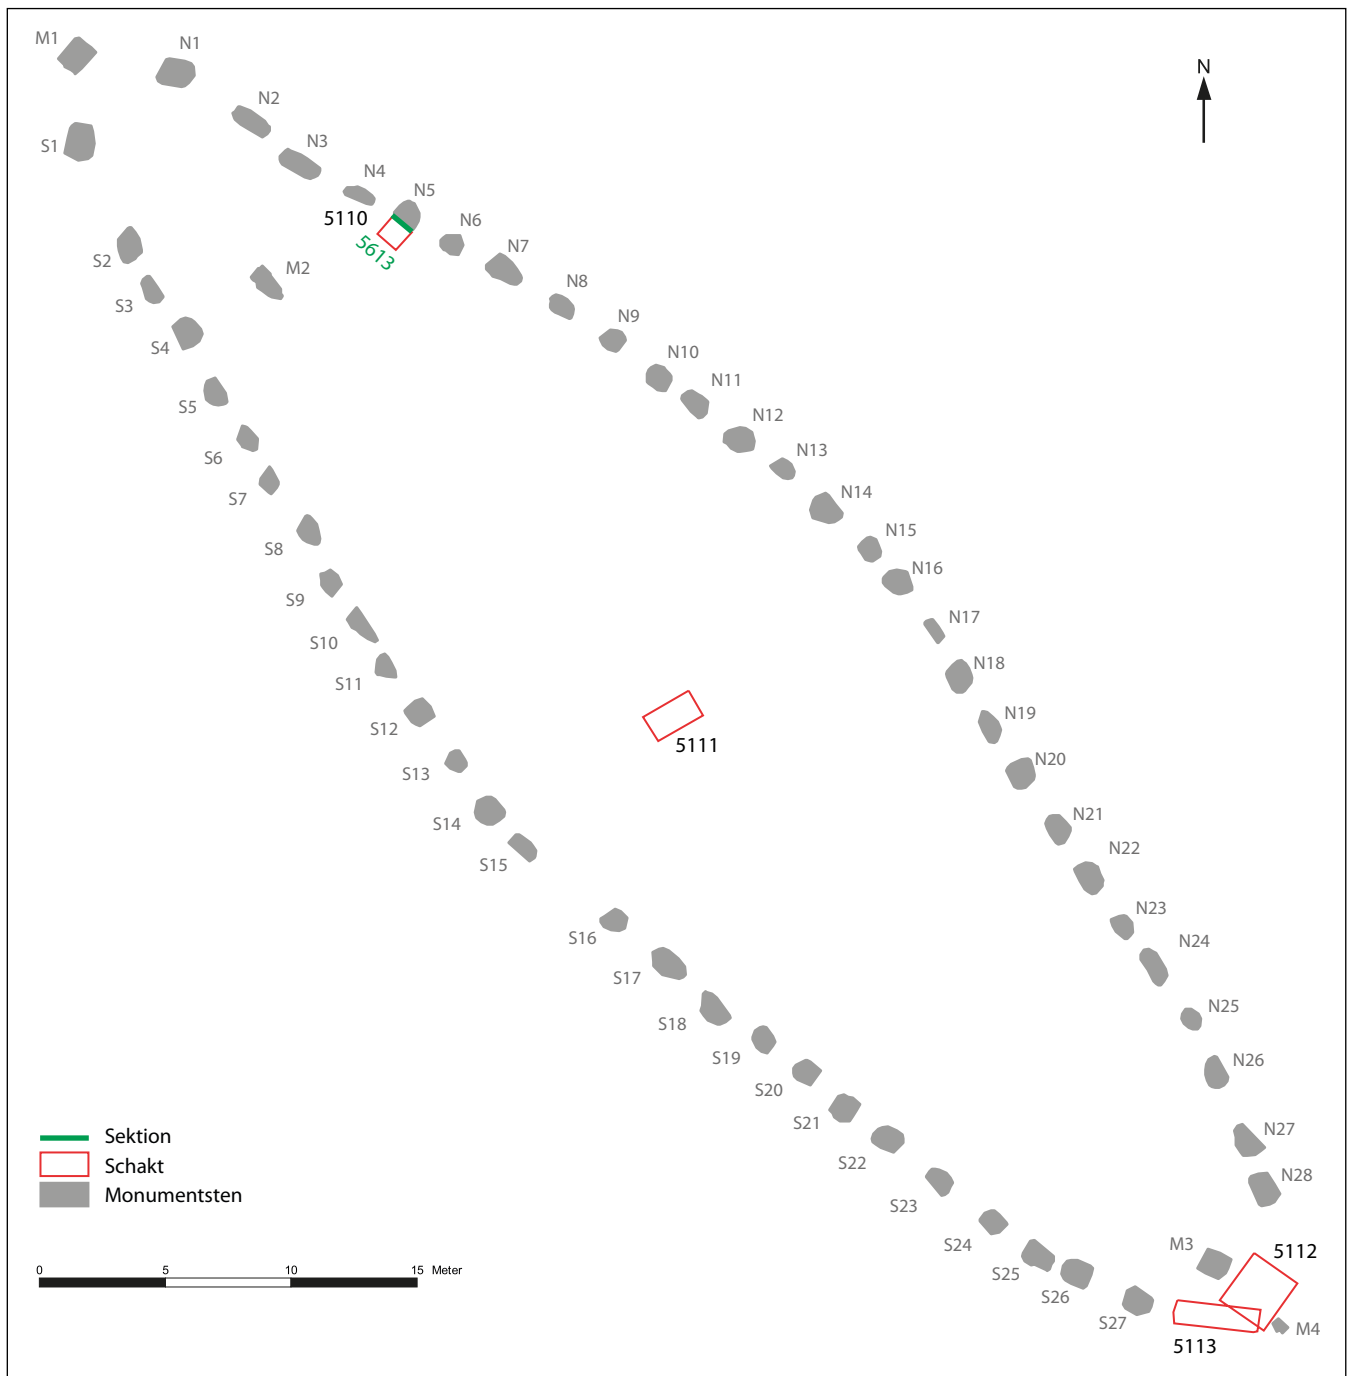 M1
N1
N
N2
S1
N3
N4
N5
5110
N6
5613
N7
S2
M2
N8
S3
N9
S4
N10
N11
S5
N12
S6
N13
S7
N14
N15
S8
N16
S9
N17
S10
N18
S11
N19
S12
5111
N20
S13
N21
S14
N22
S15
N23
S16
N24
S17
N25
S18
S19
N26
S20
S21
N27
Sektion
S22
Schakt
N28
Monumentsten
S23
M3
S24
5112
0 5 10 15 Meter
S25
S26
S27
M4
5113